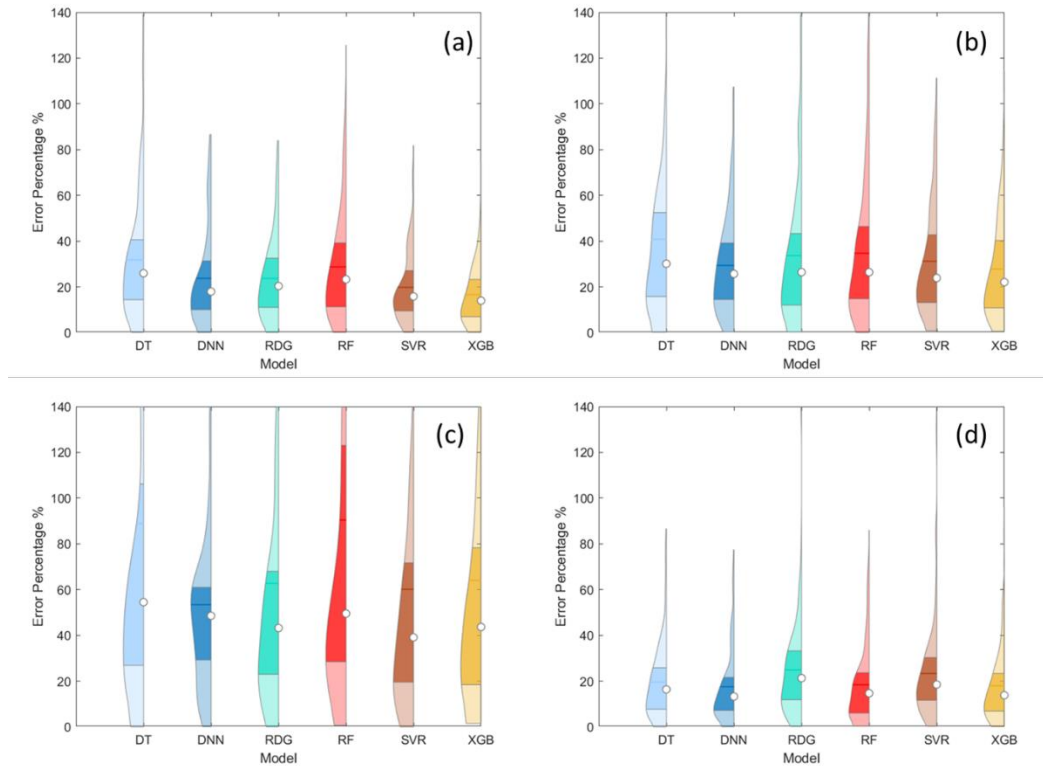 (a)
Error Percentage %
140
120
100
80
60
40
20
0
DT DNN RDG RF SVR XGB
Model
(b)
Error Percentage %
140
120
100
80
60
40
20
0
DT DNN RDG RF SVR XGB
Model
(c)
Error Percentage %
140
120
100
80
60
40
20
0
DT DNN RDG RF SVR XGB
Model
(d)
Error Percentage %
140
120
100
80
60
40
20
0
DT DNN RDG RF SVR XGB
Model